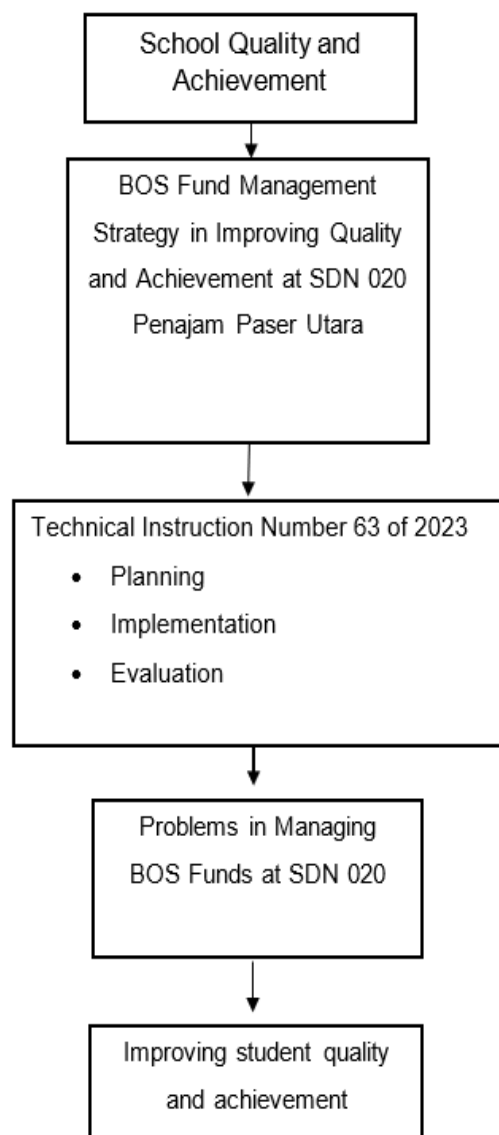 School Quality and
Achievement
BOS Fund Management
Strategy in Improving Quality
and Achievement at SDN 020
Penajam Paser Utara
Technical Instruction Number 63 of 2023
• Planning
• Implementation
• Evaluation
Problems in Managing
BOS Funds at SDN 020
Improving student quality
and achievement